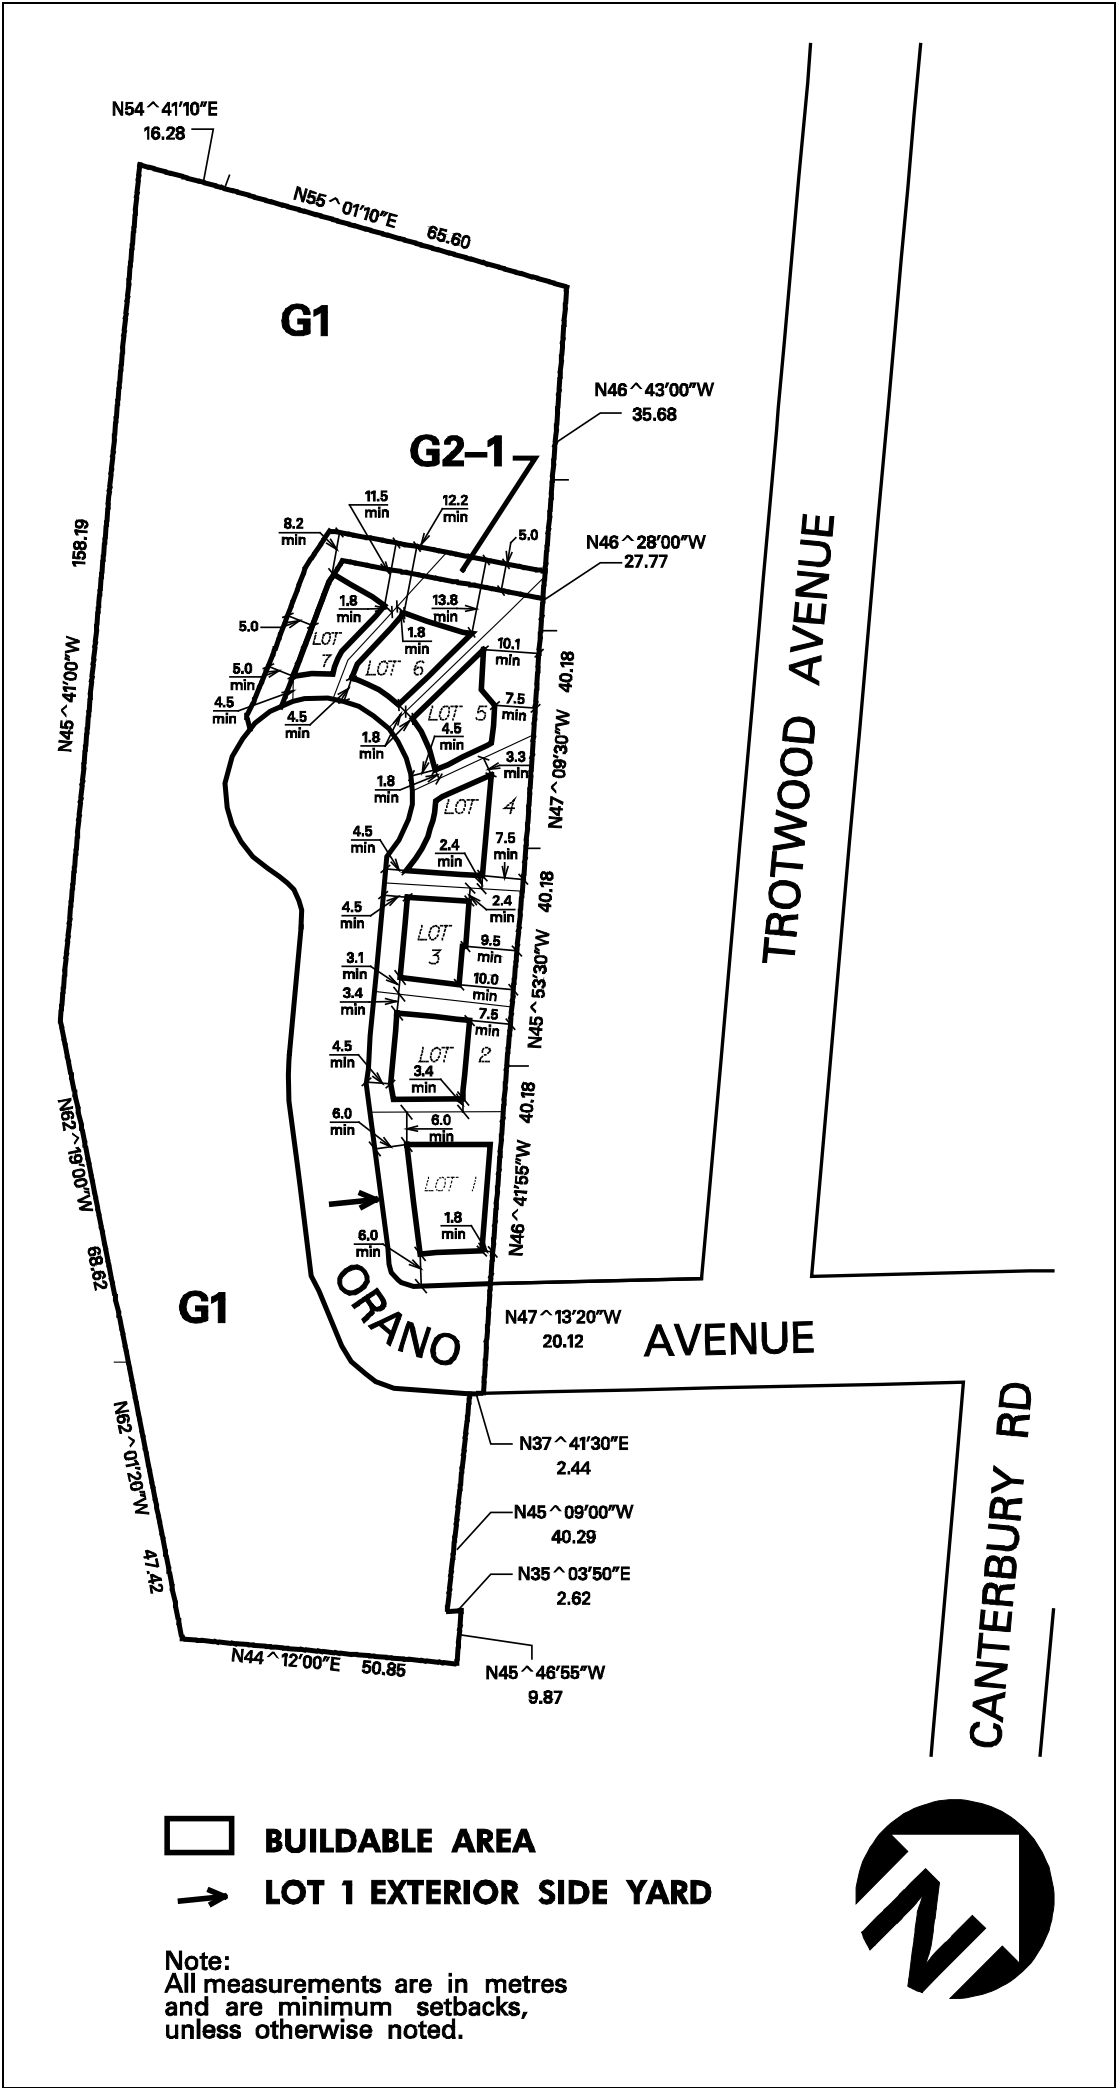 N54^41'10"E
16.28
N55^01'10"E 65.60
G1
N46^43'00"W
35.68
G2–1
11.5
min
12.2
min
8.2
min
5.0
N46^28'00"W
27.77
158.19
N45^41'00"W
1.8
min
13.8
min
5.0
LOT
7
1.8
min
LOT 6
10.1
min
5.0
min
4.5
min
4.5
min
LOT 5
7.5
min
1.8
min
4.5
min
40.18
N47^09'30"W
3.3
min
1.8
min
LOT 4
4.5
min
2.4
min
7.5
min
4.5
min
2.4
min
LOT
3
9.5
min
40.18
N45^53'30"W
3.1
min
10.0
min
3.4
min
7.5
min
4.5
min
LOT 2
3.4
min
6.0
min
6.0
min
40.18
N46^41'55"W
LOT 1
1.8
min
6.0
min
N62^19'00"W
68.62
G1
ORANO
AVENUE
TROTWOOD AVENUE
N47^13'20"W
20.12
N37^41'30"E
2.44
N62^01'20"W
47.42
N45^09'00"W
40.29
N35^03'50"E
2.62
CANTERBURY RD
N44^12'00"E 50.85
N45^46'55"W
9.87
BUILDABLE AREA
LOT 1 EXTERIOR SIDE YARD
N
Note:
All measurements are in metres
and are minimum setbacks,
unless otherwise noted.